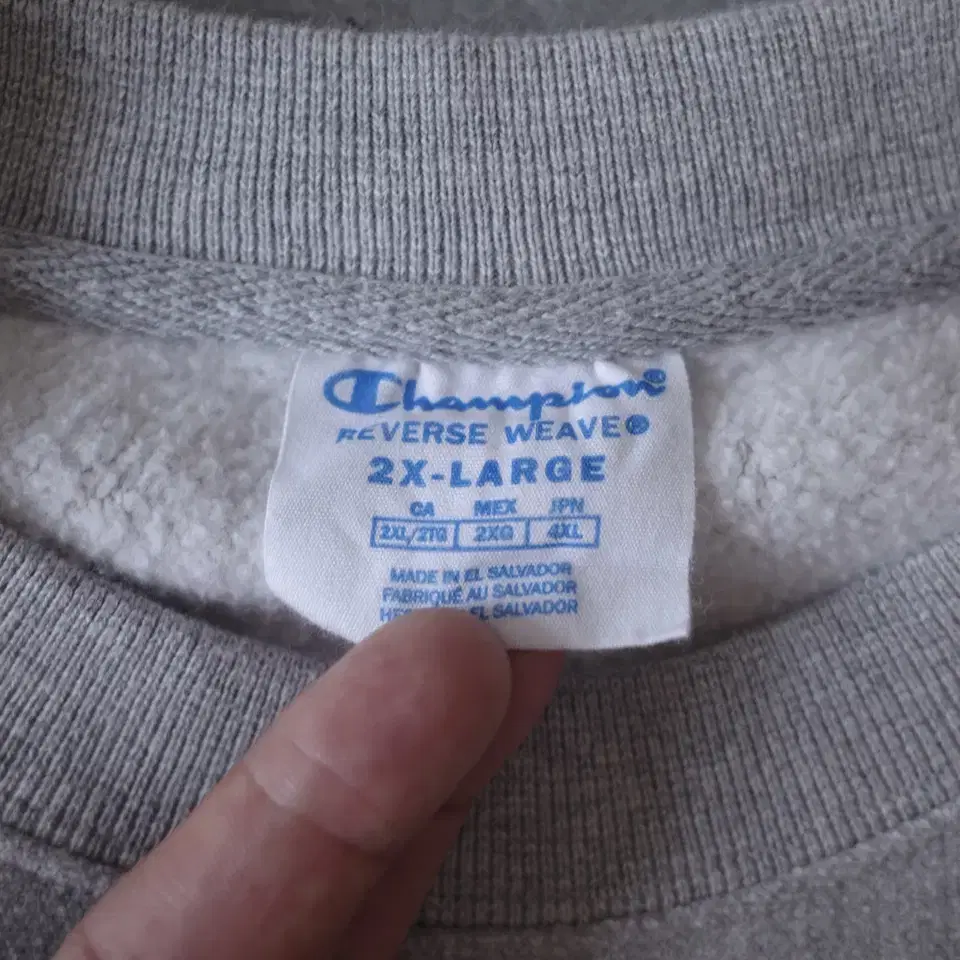 Champion®
REVERSE WEAVE®
2X-LARGE
CA MEX JPN
2XL/2TG 2XG 4XL
MADE IN EL SALVADOR
FABRIQUÉ AU SALVADOR
EL SALVADOR